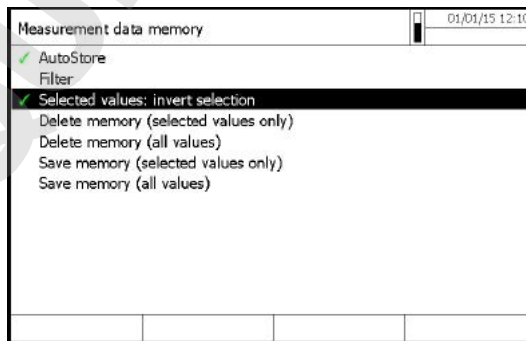 Measurement data memory
01/01/15 12:10
AutoStore
Filter
Selected values: invert selection
Delete memory (selected values only)
Delete memory (all values)
Save memory (selected values only)
Save memory (all values)